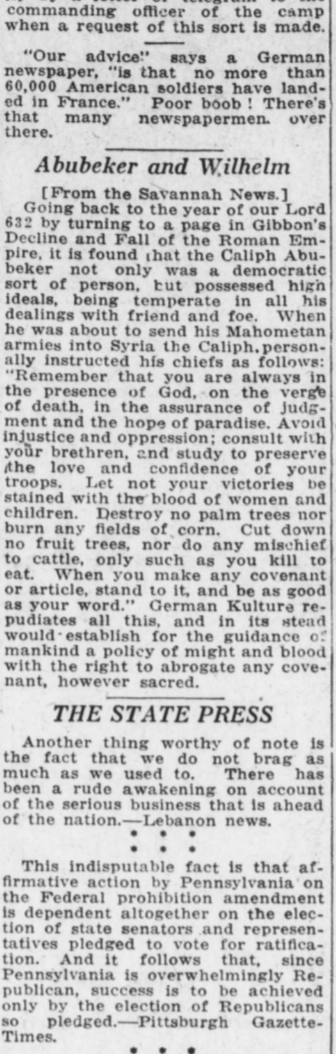 commanding officer of the camp
when a request of this sort is made.
"Our advice" says a German
newspaper, "is that no more than
60,000 American soldiers have land-
ed in France." Poor boob! There's
that many newspapermen. over
there.
Abubeker and Wilhelm
[From the Savannah News.]
Going back to the year of our Lord
632 by turning to a page in Gibbon's
Decline and Fall of the Roman Em-
pire, it is found that the Caliph Abu-
beker not only was a democratic
sort of person, but possessed high
ideals, being temperate in all his
dealings with friend and foe. When
he was about to send his Mahometan
armies into Syria the Caliph, person-
ally instructed his chiefs as follows:
"Remember that you are always in
the presence of God, on the verge
of death, in the assurance of judg-
ment and the hope of paradise. Avoid
injustice and oppression; consult with
your brethren, and study to preserve
the love and confidence of your
troops. Let not your victories be
stained with the blood of women and
children. Destroy no palm trees nor
burn any fields of corn. Cut down
no fruit trees, nor do any mischief
to cattle, only such as you kill to
eat. When you make any covenant
or article, stand to it, and be as good
as your word." German Kulture re-
pudiates all this, and in its stead
would establish for the guidance of
mankind a policy of might and blood
with the right to abrogate any cove-
nant, however sacred.
THE STATE PRESS
Another thing worthy of note is
the fact that we do not brag as
much as we used to. There has
been a rude awakening on account
of the serious business that is ahead
of the nation.—Lebanon news.
* * *
* * *
This indisputable fact is that af-
firmative action by Pennsylvania on
the Federal prohibition amendment
is dependent altogether on the elec-
tion of state senators and represen-
tatives pledged to vote for ratifica-
tion. And it follows that, since
Pennsylvania is overwhelmingly Re-
publican, success is to be achieved
only by the election of Republicans
so pledged.—Pittsburgh Gazette-
Times.
* * *